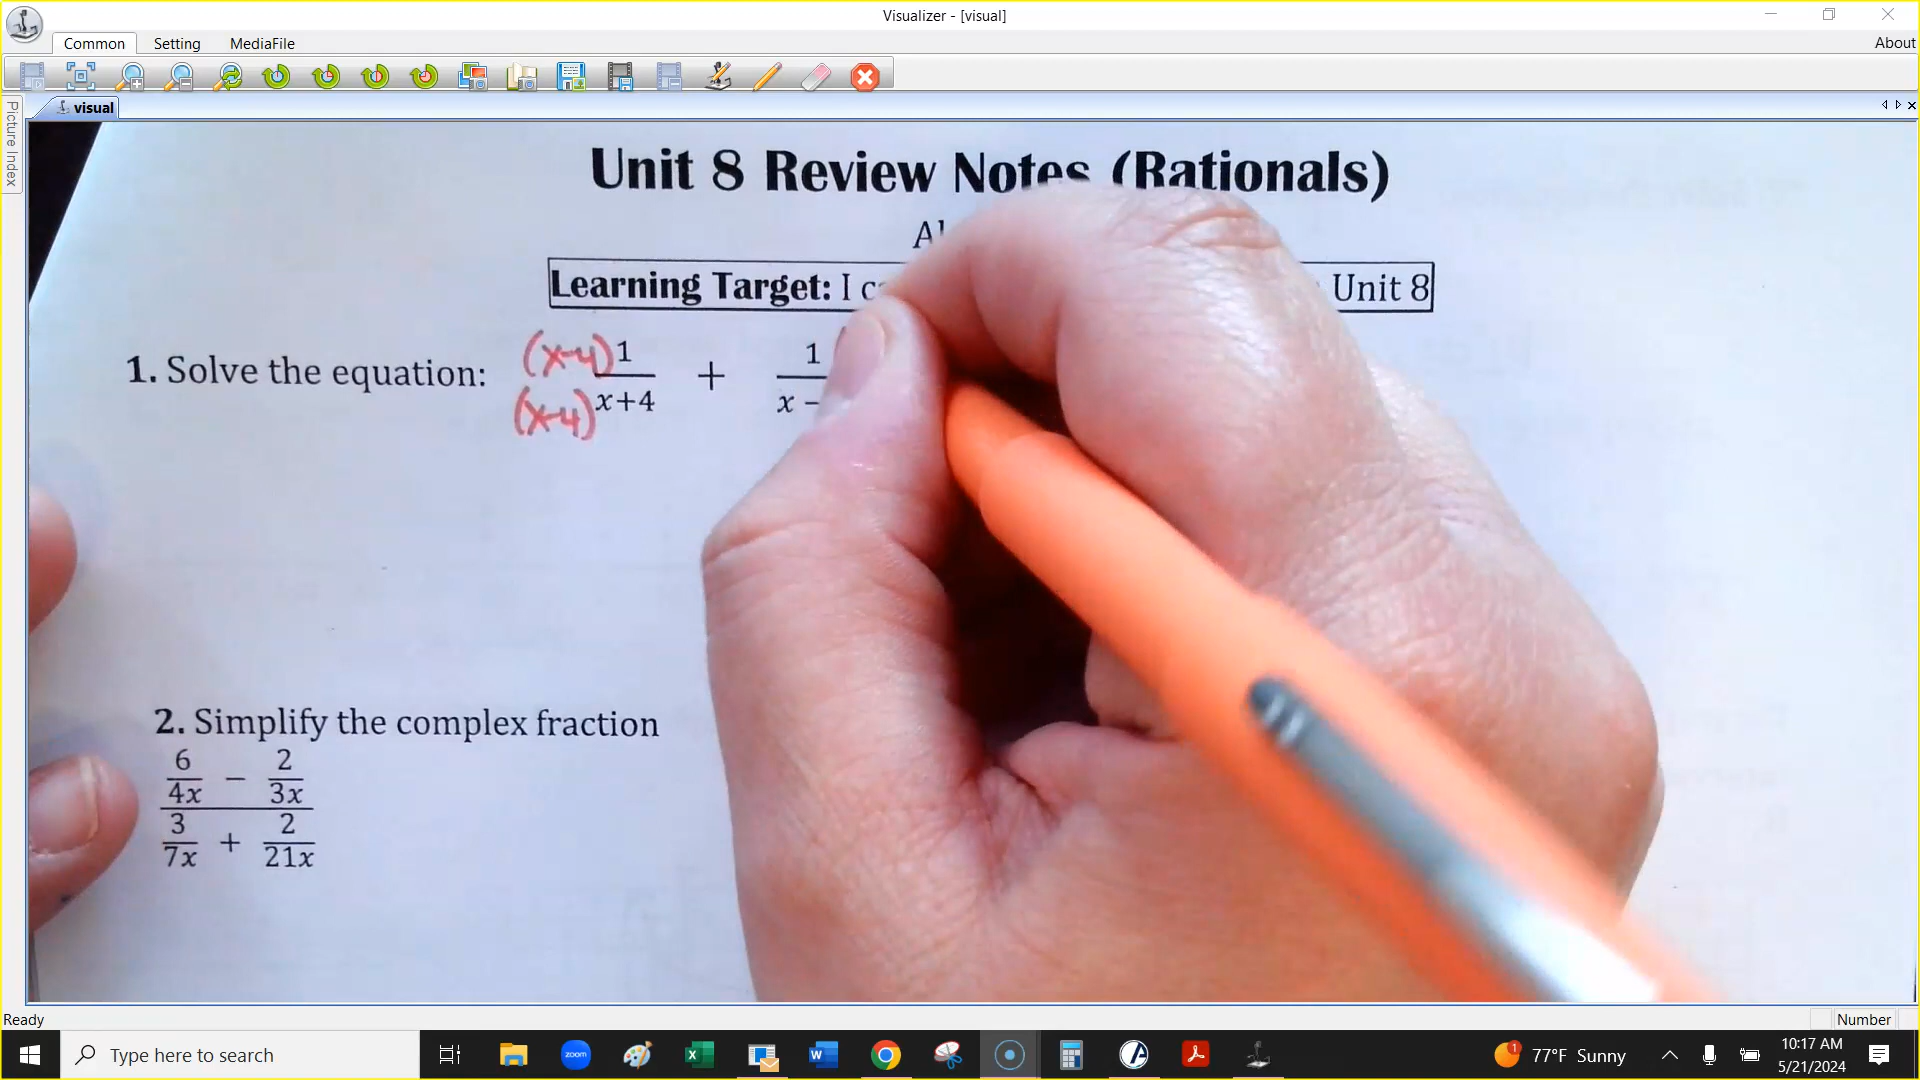 Visualizer - [visual]
Common Setting MediaFile About
visual
Picture Index
Unit 8 Review Notes (Rationals)
Learning Target: I Unit 8
1. Solve the equation: (x-4) 1 / (x-4) x+4 + 1 / x −
2. Simplify the complex fraction
6 2
4x − 3x
3 2
7x + 21x
Ready Number
Type here to search
zoom
1 77°F Sunny
10:17 AM
5/21/2024